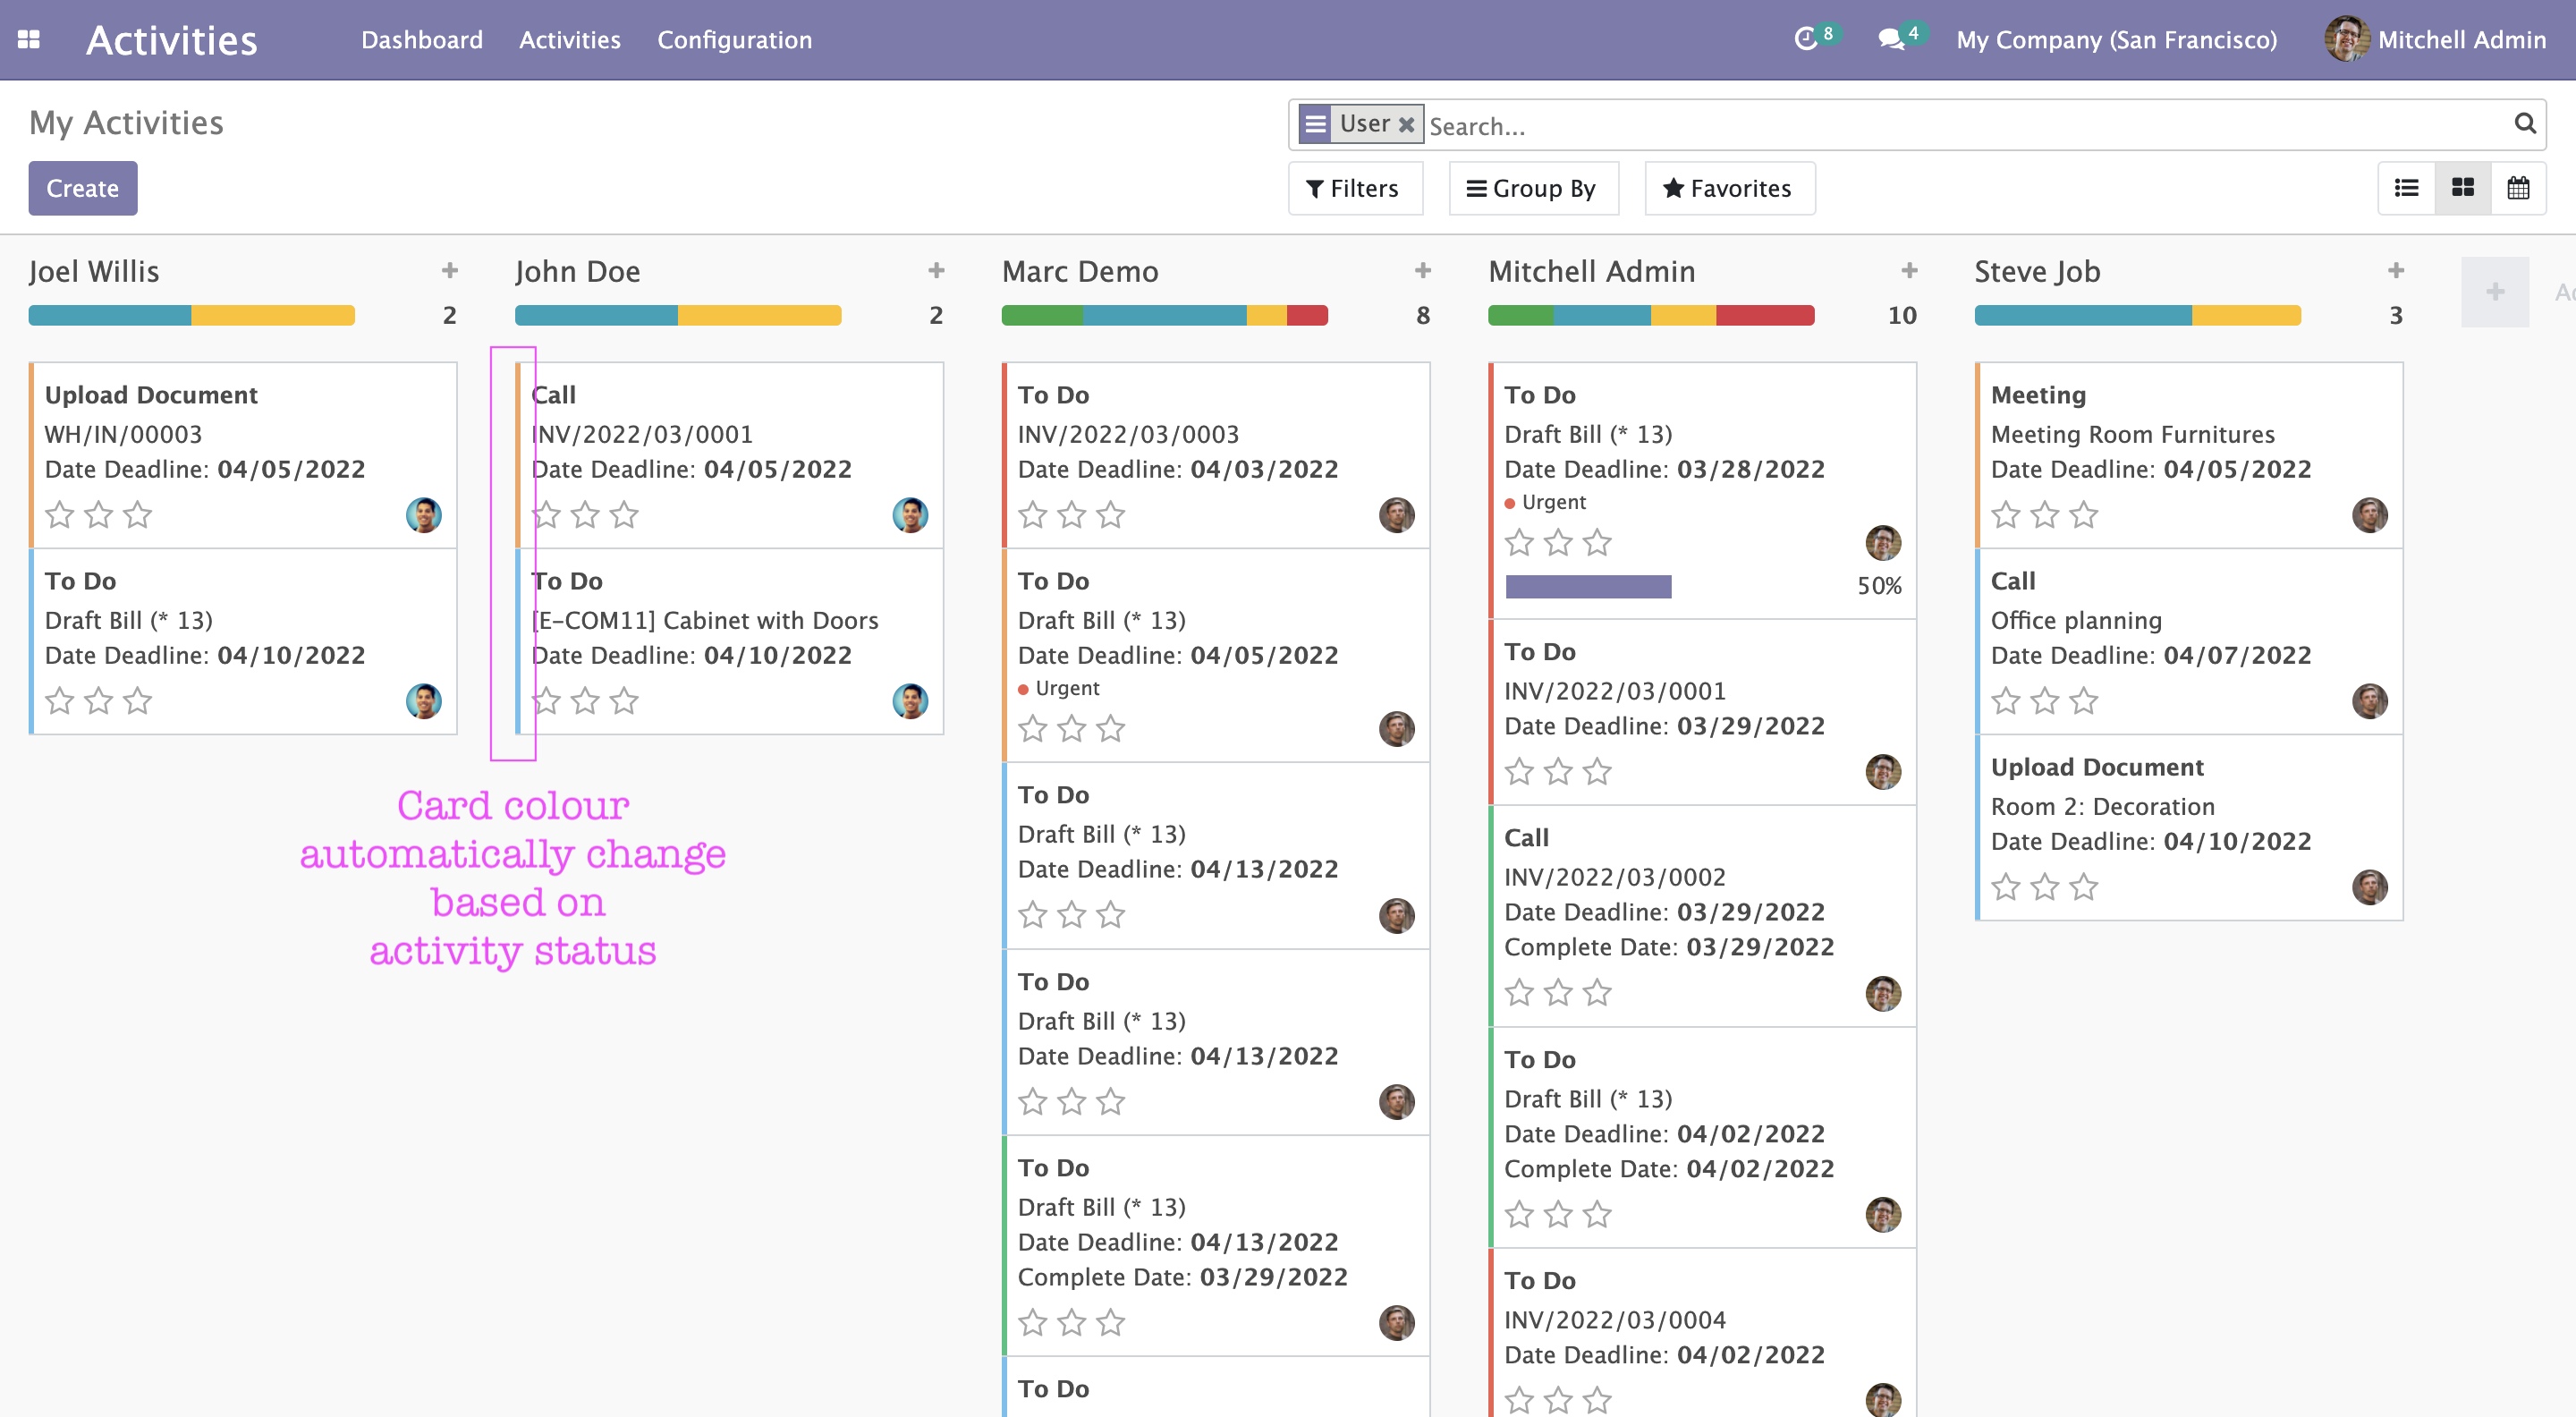 Activities Dashboard Activities Configuration 8 4 My Company (San Francisco) Mitchell Admin
My Activities
User Search...
Create
Filters Group By Favorites
Joel Willis
2
Upload Document
WH/IN/00003
Date Deadline: 04/05/2022
To Do
Draft Bill (* 13)
Date Deadline: 04/10/2022
John Doe
2
Call
INV/2022/03/0001
Date Deadline: 04/05/2022
To Do
[E-COM11] Cabinet with Doors
Date Deadline: 04/10/2022
Card colour
automatically change
based on
activity status
Marc Demo
8
To Do
INV/2022/03/0003
Date Deadline: 04/03/2022
To Do
Draft Bill (* 13)
Date Deadline: 04/05/2022
Urgent
To Do
Draft Bill (* 13)
Date Deadline: 04/13/2022
To Do
Draft Bill (* 13)
Date Deadline: 04/13/2022
To Do
Draft Bill (* 13)
Date Deadline: 04/13/2022
Complete Date: 03/29/2022
To Do
Mitchell Admin
10
To Do
Draft Bill (* 13)
Date Deadline: 03/28/2022
Urgent
50%
To Do
INV/2022/03/0001
Date Deadline: 03/29/2022
Call
INV/2022/03/0002
Date Deadline: 03/29/2022
Complete Date: 03/29/2022
To Do
Draft Bill (* 13)
Date Deadline: 04/02/2022
Complete Date: 04/02/2022
To Do
INV/2022/03/0004
Date Deadline: 04/02/2022
Steve Job
3
Meeting
Meeting Room Furnitures
Date Deadline: 04/05/2022
Call
Office planning
Date Deadline: 04/07/2022
Upload Document
Room 2: Decoration
Date Deadline: 04/10/2022